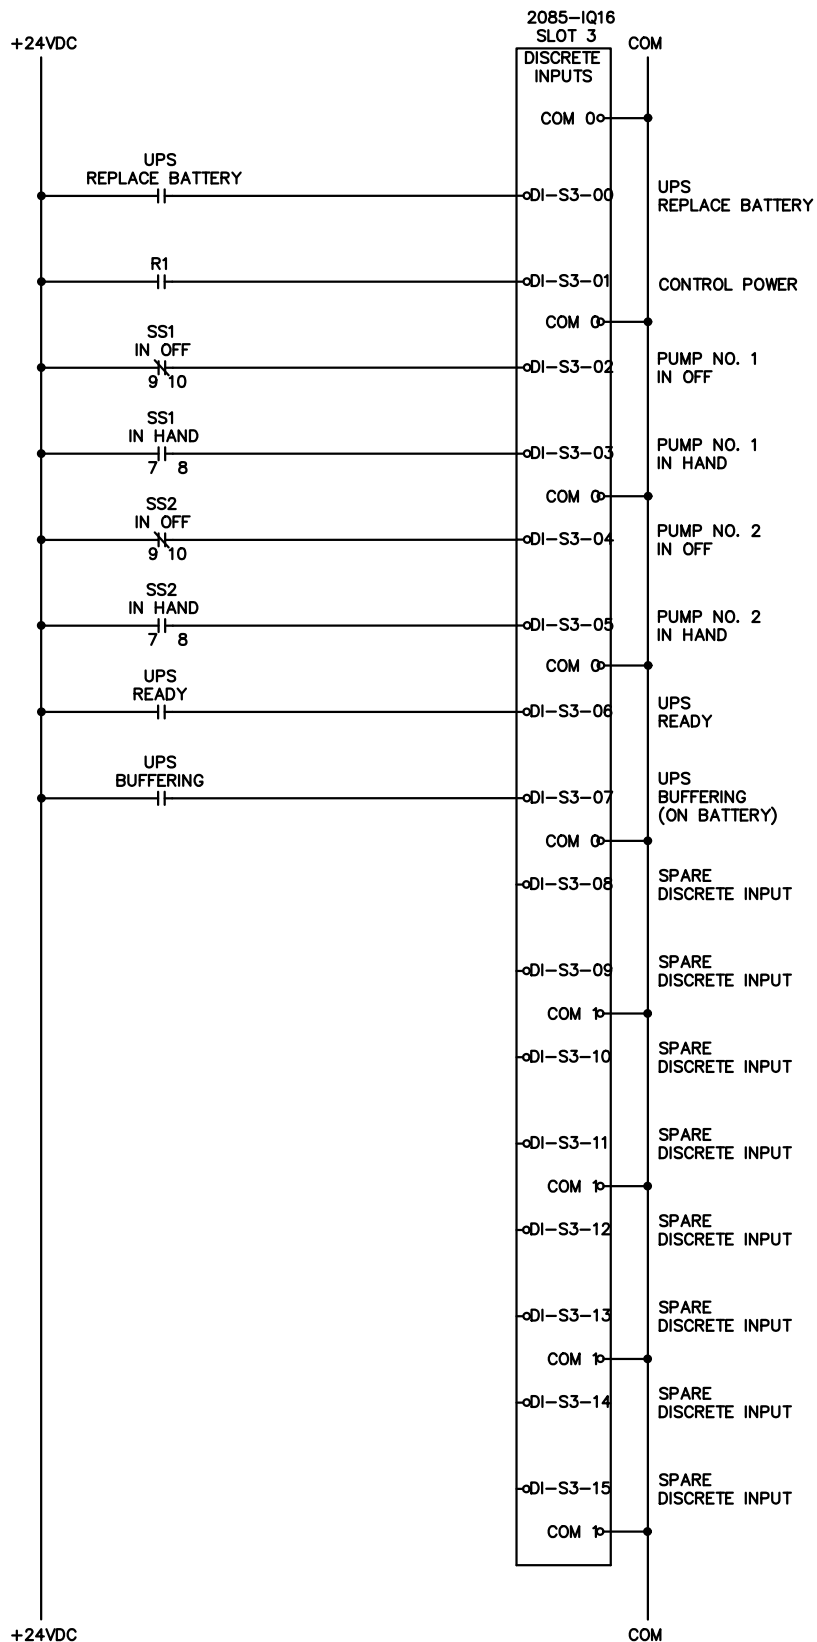 2085-IQ16
SLOT 3
+24VDC
COM
DISCRETE
INPUTS
COM 0
UPS
REPLACE BATTERY
DI-S3-00
UPS
REPLACE BATTERY
R1
DI-S3-01
CONTROL POWER
COM 0
SS1
IN OFF
9 10
DI-S3-02
PUMP NO. 1
IN OFF
SS1
IN HAND
7 8
DI-S3-03
PUMP NO. 1
IN HAND
COM 0
SS2
IN OFF
9 10
DI-S3-04
PUMP NO. 2
IN OFF
SS2
IN HAND
7 8
DI-S3-05
PUMP NO. 2
IN HAND
COM 0
UPS
READY
DI-S3-06
UPS
READY
UPS
BUFFERING
DI-S3-07
UPS
BUFFERING
(ON BATTERY)
COM 0
DI-S3-08
SPARE
DISCRETE INPUT
DI-S3-09
SPARE
DISCRETE INPUT
COM 1
DI-S3-10
SPARE
DISCRETE INPUT
DI-S3-11
SPARE
DISCRETE INPUT
COM 1
DI-S3-12
SPARE
DISCRETE INPUT
DI-S3-13
SPARE
DISCRETE INPUT
COM 1
DI-S3-14
SPARE
DISCRETE INPUT
DI-S3-15
SPARE
DISCRETE INPUT
COM 1
+24VDC
COM